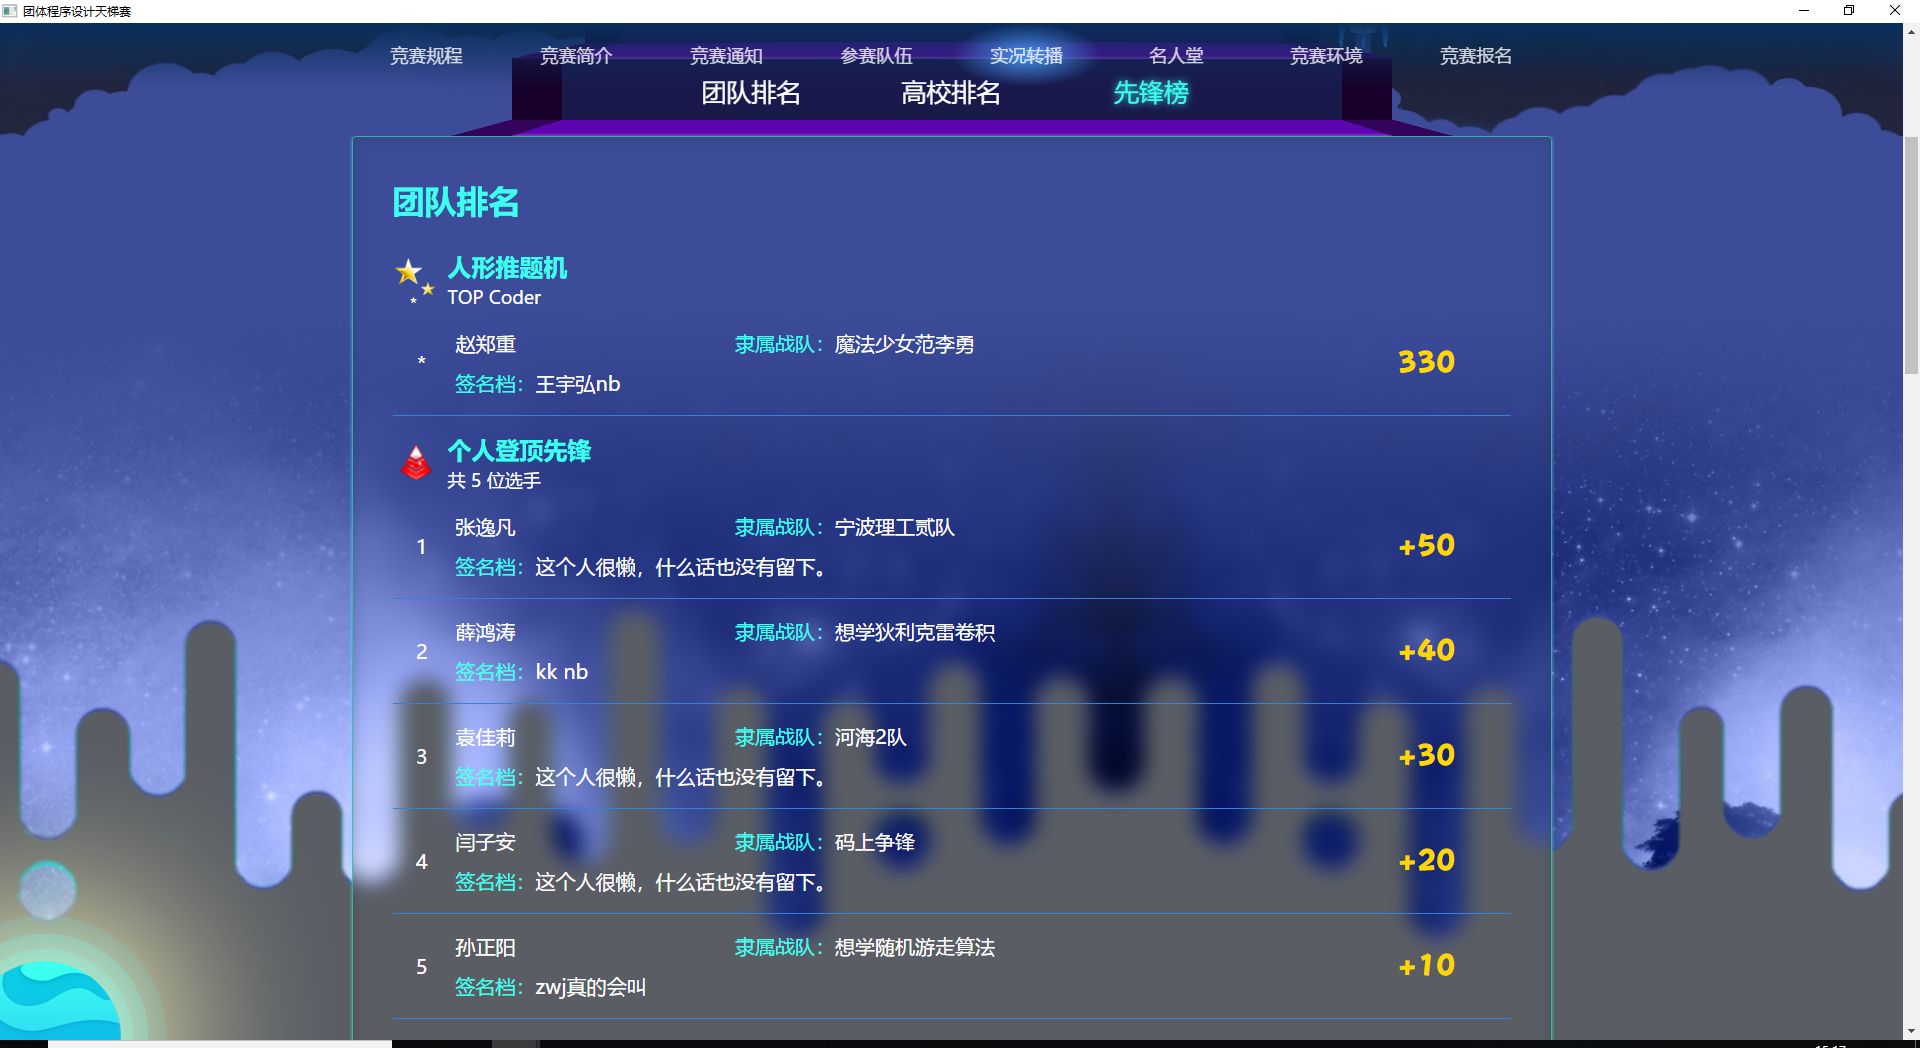 团体程序设计天梯赛
竞赛规程 竞赛简介 竞赛通知 参赛队伍 实况转播 名人堂 竞赛环境 竞赛报名
团队排名 高校排名 先锋榜
团队排名
人形推题机
TOP Coder
* 赵郑重 隶属战队：魔法少女范李勇 330
签名档：王宇弘nb
个人登顶先锋
共 5 位选手
1 张逸凡 隶属战队：宁波理工贰队 +50
签名档：这个人很懒，什么话也没有留下。
2 薛鸿涛 隶属战队：想学狄利克雷卷积 +40
签名档：kk nb
3 袁佳莉 隶属战队：河海2队 +30
签名档：这个人很懒，什么话也没有留下。
4 闫子安 隶属战队：码上争锋 +20
签名档：这个人很懒，什么话也没有留下。
5 孙正阳 隶属战队：想学随机游走算法 +10
签名档：zwj真的会叫